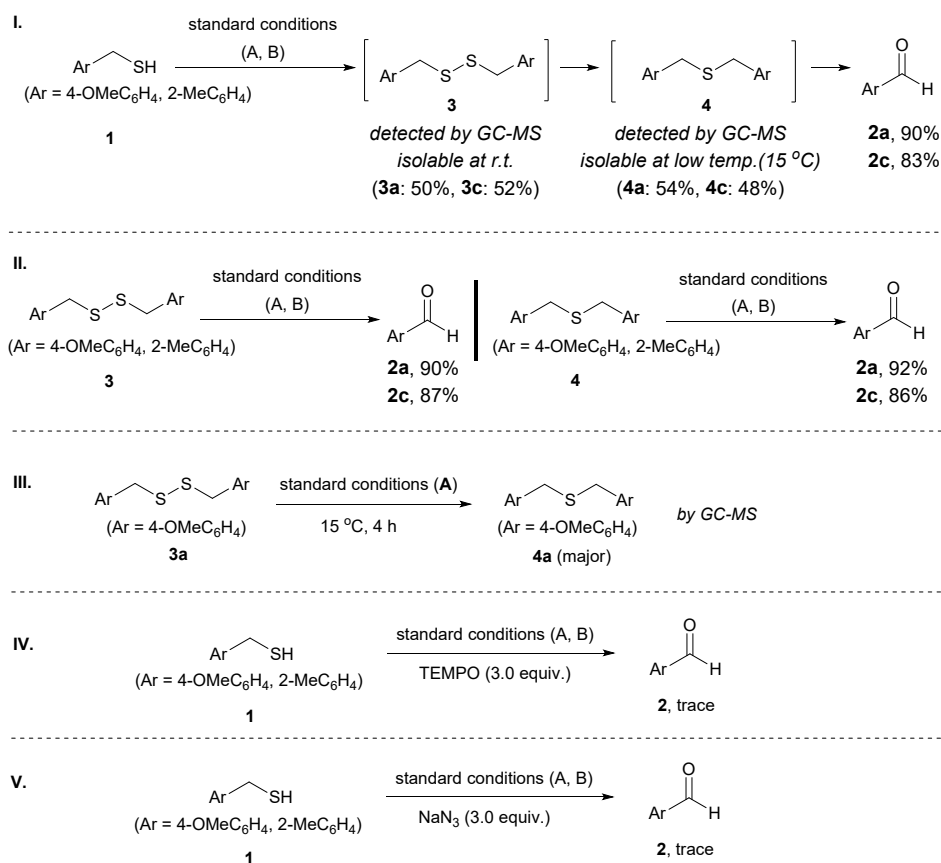 I.
standard conditions
(A, B)
Ar SH
(Ar = 4-OMeC6H4, 2-MeC6H4)
1
Ar S S Ar
3
detected by GC-MS
isolable at r.t.
(3a: 50%, 3c: 52%)
Ar S Ar
4
detected by GC-MS
isolable at low temp.(15 °C)
(4a: 54%, 4c: 48%)
O
Ar H
2a, 90%
2c, 83%
II.
Ar S S Ar
(Ar = 4-OMeC6H4, 2-MeC6H4)
3
standard conditions
(A, B)
O
Ar H
2a, 90%
2c, 87%
Ar S Ar
(Ar = 4-OMeC6H4, 2-MeC6H4)
4
standard conditions
(A, B)
O
Ar H
2a, 92%
2c, 86%
III.
Ar S S Ar
(Ar = 4-OMeC6H4)
3a
standard conditions (A)
15 °C, 4 h
Ar S Ar
(Ar = 4-OMeC6H4)
4a (major)
by GC-MS
IV.
Ar SH
(Ar = 4-OMeC6H4, 2-MeC6H4)
1
standard conditions (A, B)
TEMPO (3.0 equiv.)
O
Ar H
2, trace
V.
Ar SH
(Ar = 4-OMeC6H4, 2-MeC6H4)
1
standard conditions (A, B)
NaN3 (3.0 equiv.)
O
Ar H
2, trace